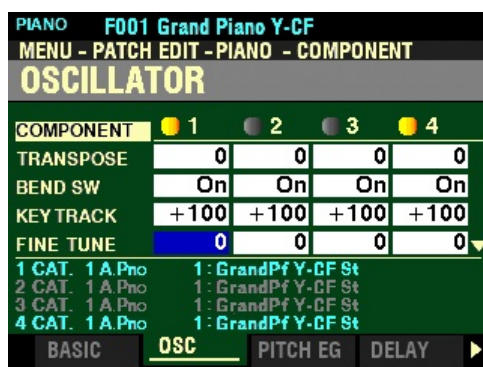 PIANO F001 Grand Piano Y-CF
MENU - PATCH EDIT - PIANO - COMPONENT
OSCILLATOR
COMPONENT 1 2 3 4
TRANSPOSE 0 0 0 0
BEND SW On On On On
KEY TRACK +100 +100 +100 +100
FINE TUNE 0 0 0 0
1 CAT. 1 A.Pno 1: GrandPf Y-CF St
2 CAT. 1 A.Pno 1: GrandPf Y-CF St
3 CAT. 1 A.Pno 1: GrandPf Y-CF St
4 CAT. 1 A.Pno 1: GrandPf Y-CF St
BASIC OSC PITCH EG DELAY